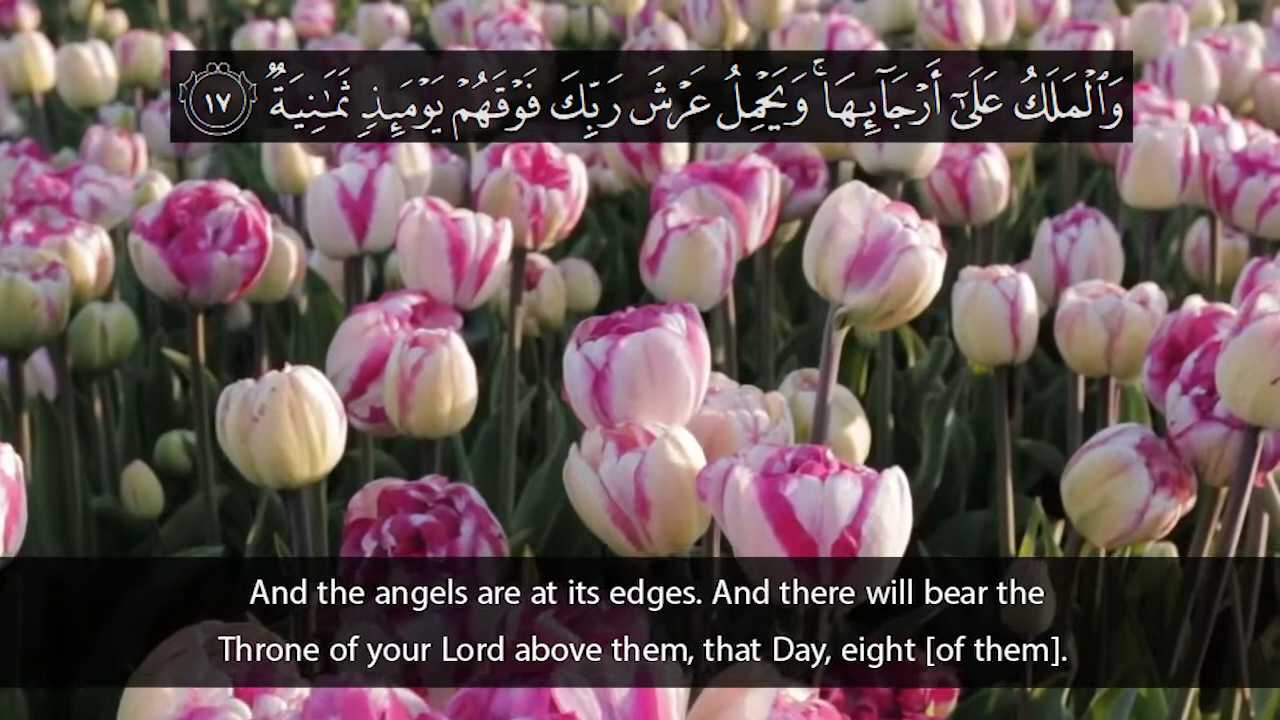 وَٱلْمَلَكُ عَلَىٰٓ أَرْجَآئِهَا ۚ وَيَحْمِلُ عَرْشَ رَبِّكَ فَوْقَهُمْ يَوْمَئِذٍ ثَمَـٰنِيَةٌ ١٧
And the angels are at its edges. And there will bear the
Throne of your Lord above them, that Day, eight [of them].